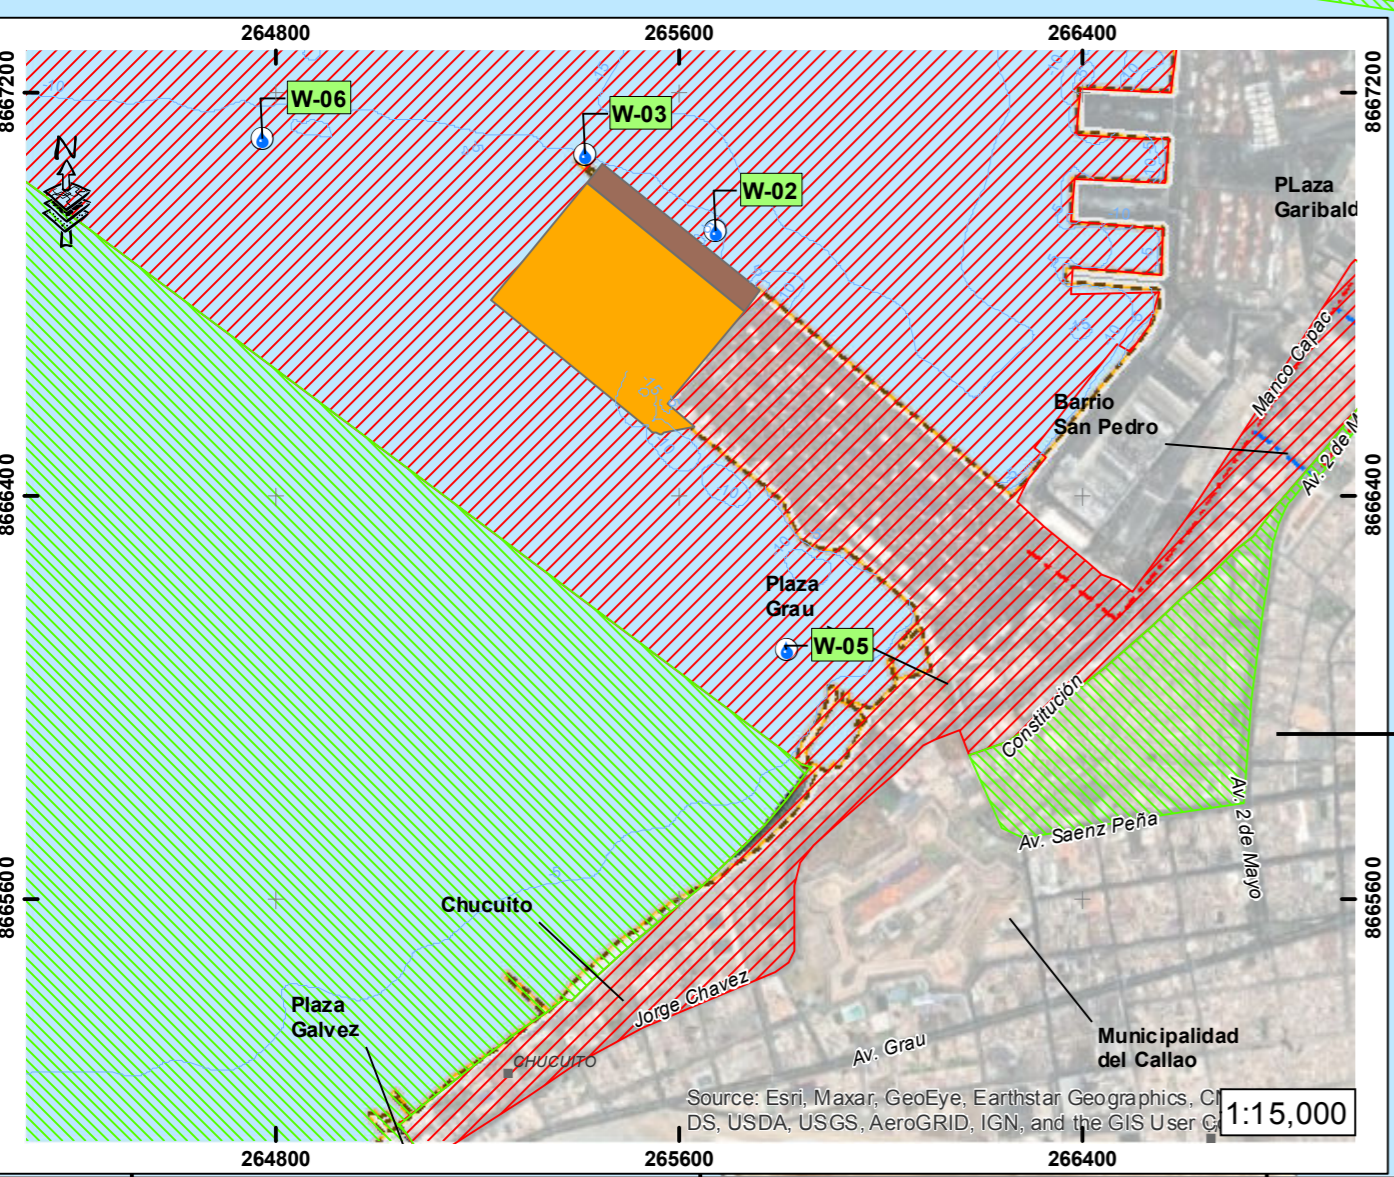 264800
265600
266400
8667200
8667200
W-06
W-03
W-02
N
-10
PLaza
Garibald
Manco Capac
Barrio
San Pedro
Av. 2 de M
8666400
8666400
Plaza
Grau
W-05
Constitución
Av. Saenz Peña
Av. 2 de Mayo
-5
8665600
8665600
Chucuito
Jorge Chavez
Plaza
Galvez
Av. Grau
Municipalidad
del Callao
CHUCUITO
Source: Esri, Maxar, GeoEye, Earthstar Geographics, CN
DS, USDA, USGS, AeroGRID, IGN, and the GIS User C
1:15,000
264800
265600
266400